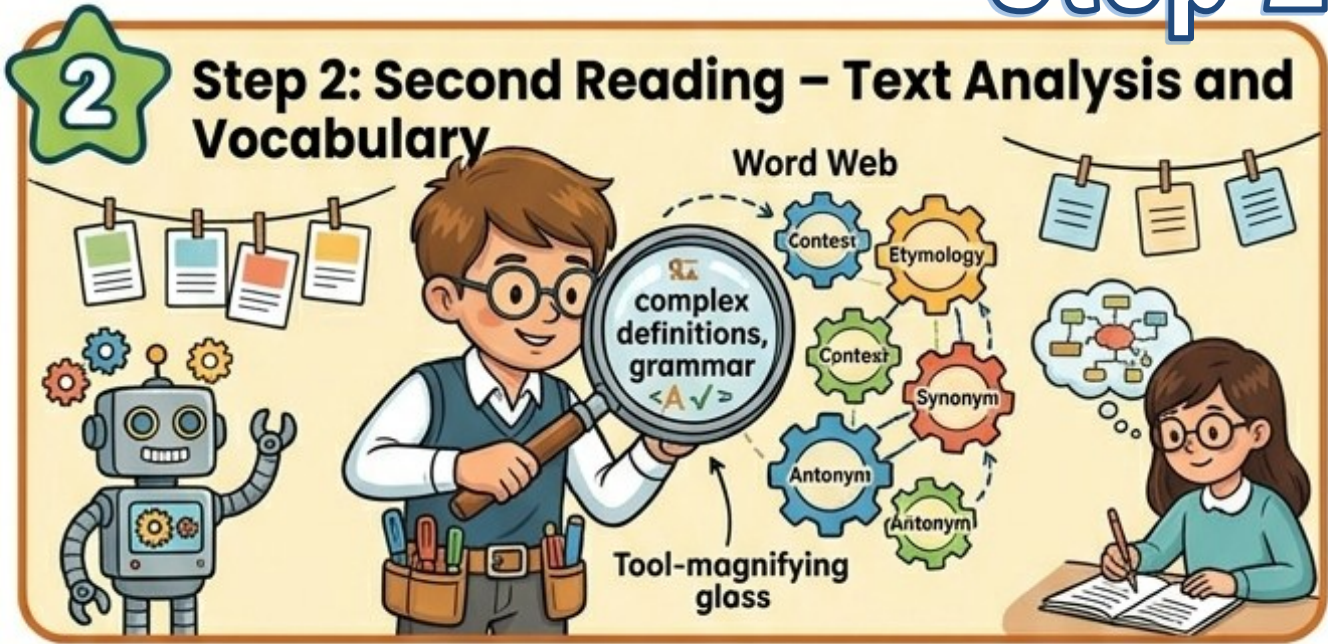 Step 2
2
Step 2: Second Reading – Text Analysis and
Vocabulary
Word Web
complex
definitions,
grammar
<A✓>
Contest
Etymology
Contest
Synonym
Antonym
(Antonym)
Tool-magnifying
glass